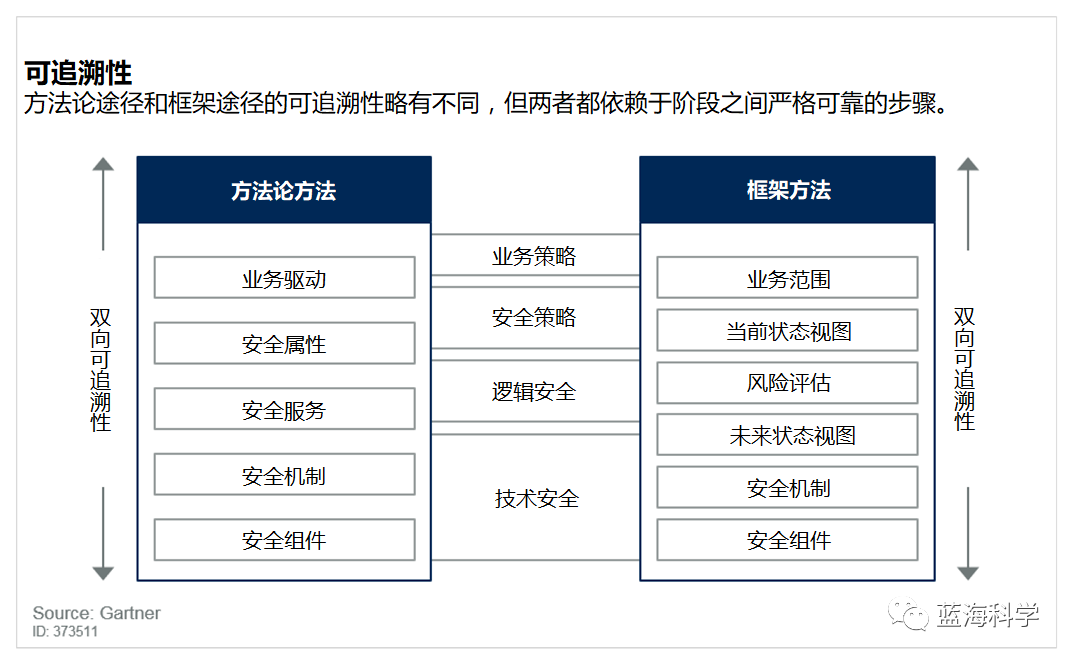 可追溯性
方法论途径和框架途径的可追溯性略有不同，但两者都依赖于阶段之间严格可靠的步骤。
方法论方法
框架方法
双向可追溯性
业务驱动
安全属性
安全服务
安全机制
安全组件
业务策略
安全策略
逻辑安全
技术安全
业务范围
当前状态视图
风险评估
未来状态视图
安全机制
安全组件
双向可追溯性
Source: Gartner
ID: 373511
蓝海科学